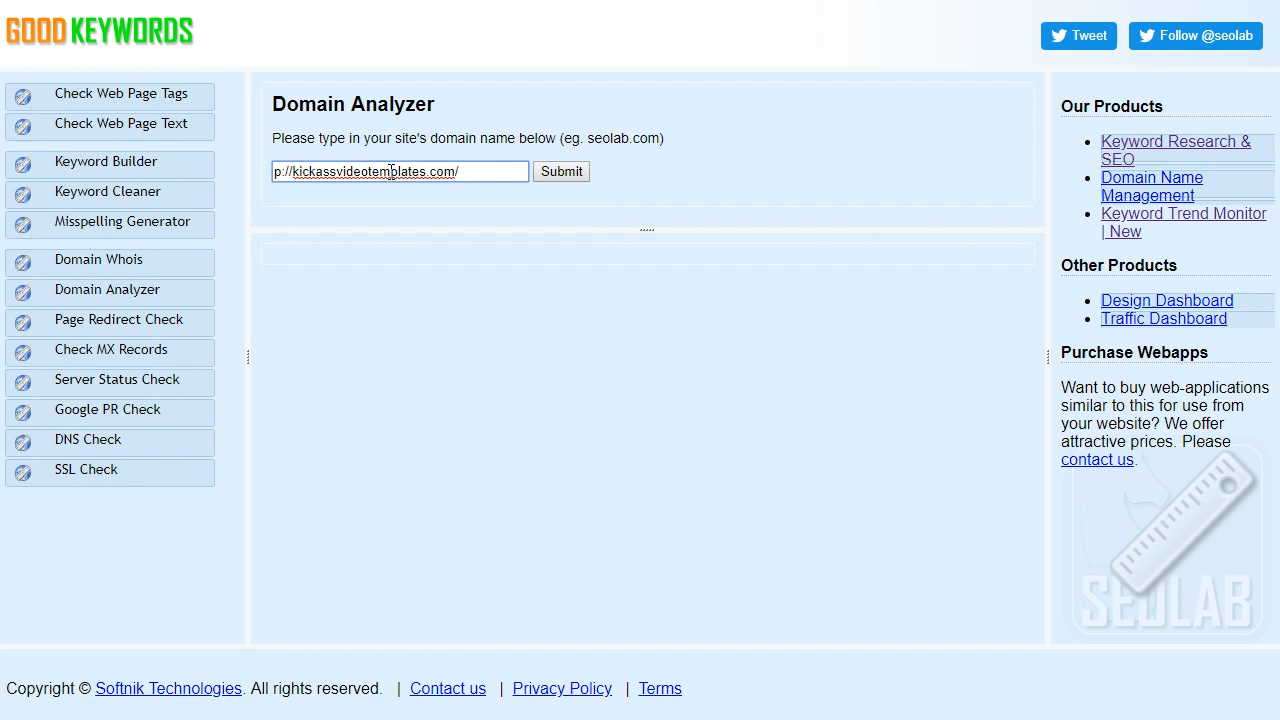 GOOD KEYWORDS
Tweet
Follow @seolab
Check Web Page Tags
Check Web Page Text
Keyword Builder
Keyword Cleaner
Misspelling Generator
Domain Whois
Domain Analyzer
Page Redirect Check
Check MX Records
Server Status Check
Google PR Check
DNS Check
SSL Check
Domain Analyzer
Please type in your site's domain name below (eg. seolab.com)
p://kickassvideotemplates.com/
Submit
Our Products
Keyword Research &
SEO
Domain Name
Management
Keyword Trend Monitor
| New
Other Products
Design Dashboard
Traffic Dashboard
Purchase Webapps
Want to buy web-applications
similar to this for use from
your website? We offer
attractive prices. Please
contact us.
SEOLAB
Copyright © Softnik Technologies. All rights reserved. | Contact us | Privacy Policy | Terms